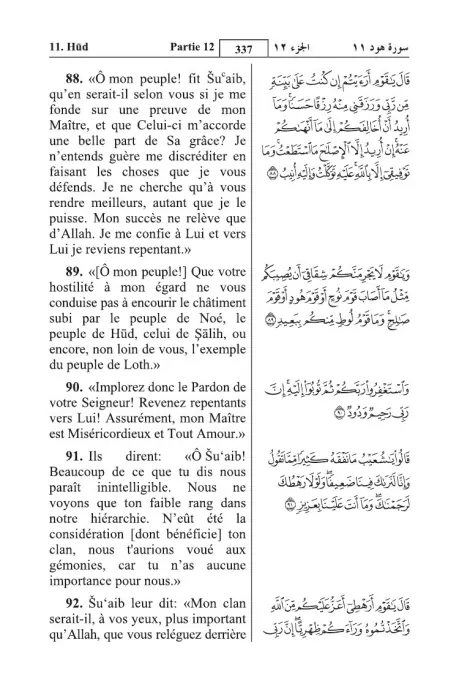 11. Hūd
Partie 12
337
الجزء ١٢
سورة هود ١١
88. «Ô mon peuple! fit Šuᶜaib,
qu’en serait-il selon vous si je me
fonde sur une preuve de mon
Maître, et que Celui-ci m’accorde
une belle part de Sa grâce? Je
n’entends guère me discréditer en
faisant les choses que je vous
défends. Je ne cherche qu’à vous
rendre meilleurs, autant que je le
puisse. Mon succès ne relève que
d’Allah. Je me confie à Lui et vers
Lui je reviens repentant.»
89. «[Ô mon peuple!] Que votre
hostilité à mon égard ne vous
conduise pas à encourir le châtiment
subi par le peuple de Noé, le
peuple de Hūd, celui de Ṣāliḥ, ou
encore, non loin de vous, l’exemple
du peuple de Loth.»
90. «Implorez donc le Pardon de
votre Seigneur! Revenez repentants
vers Lui! Assurément, mon Maître
est Miséricordieux et Tout Amour.»
91. Ils dirent: «Ô Šuᶜaib!
Beaucoup de ce que tu dis nous
paraît inintelligible. Nous ne
voyons que ton faible rang dans
notre hiérarchie. N’eût été la
considération [dont bénéficie] ton
clan, nous t'aurions voué aux
gémonies, car tu n’as aucune
importance pour nous.»
92. Šuᶜaib leur dit: «Mon clan
serait-il, à vos yeux, plus important
qu’Allah, que vous reléguez derrière
قَالَ يَٰقَوْمِ أَرَءَيْتُمْ إِن كُنتُ عَلَىٰ بَيِّنَةٍ
مِّن رَّبِّى وَرَزَقَنِى مِنْهُ رِزْقًا حَسَنًا وَمَآ
أُرِيدُ أَنْ أُخَالِفَكُمْ إِلَىٰ مَآ أَنْهَىٰكُمْ
عَنْهُ إِنْ أُرِيدُ إِلَّا ٱلْإِصْلَٰحَ مَا ٱسْتَطَعْتُ وَمَا
تَوْفِيقِىٓ إِلَّا بِٱللَّهِ عَلَيْهِ تَوَكَّلْتُ وَإِلَيْهِ أُنِيبُ ٨٨
وَيَٰقَوْمِ لَا يَجْرِمَنَّكُمْ شِقَاقِىٓ أَن يُصِيبَكُم
مِّثْلُ مَآ أَصَابَ قَوْمَ نُوحٍ أَوْ قَوْمَ هُودٍ أَوْ قَوْمَ
صَٰلِحٍ وَمَا قَوْمُ لُوطٍ مِّنكُم بِبَعِيدٍ ٨٩
وَٱسْتَغْفِرُوا۟ رَبَّكُمْ ثُمَّ تُوبُوٓا۟ إِلَيْهِ إِنَّ
رَبِّى رَحِيمٌ وَدُودٌ ٩٠
قَالُوا۟ يَٰشُعَيْبُ مَا نَفْقَهُ كَثِيرًا مِّمَّا تَقُولُ
وَإِنَّا لَنَرَىٰكَ فِينَا ضَعِيفًا وَلَوْلَا رَهْطُكَ
لَرَجَمْنَٰكَ وَمَآ أَنتَ عَلَيْنَا بِعَزِيزٍ ٩١
قَالَ يَٰقَوْمِ أَرَهْطِىٓ أَعَزُّ عَلَيْكُم مِّنَ ٱللَّهِ
وَٱتَّخَذْتُمُوهُ وَرَآءَكُمْ ظِهْرِيًّا إِنَّ رَبِّى